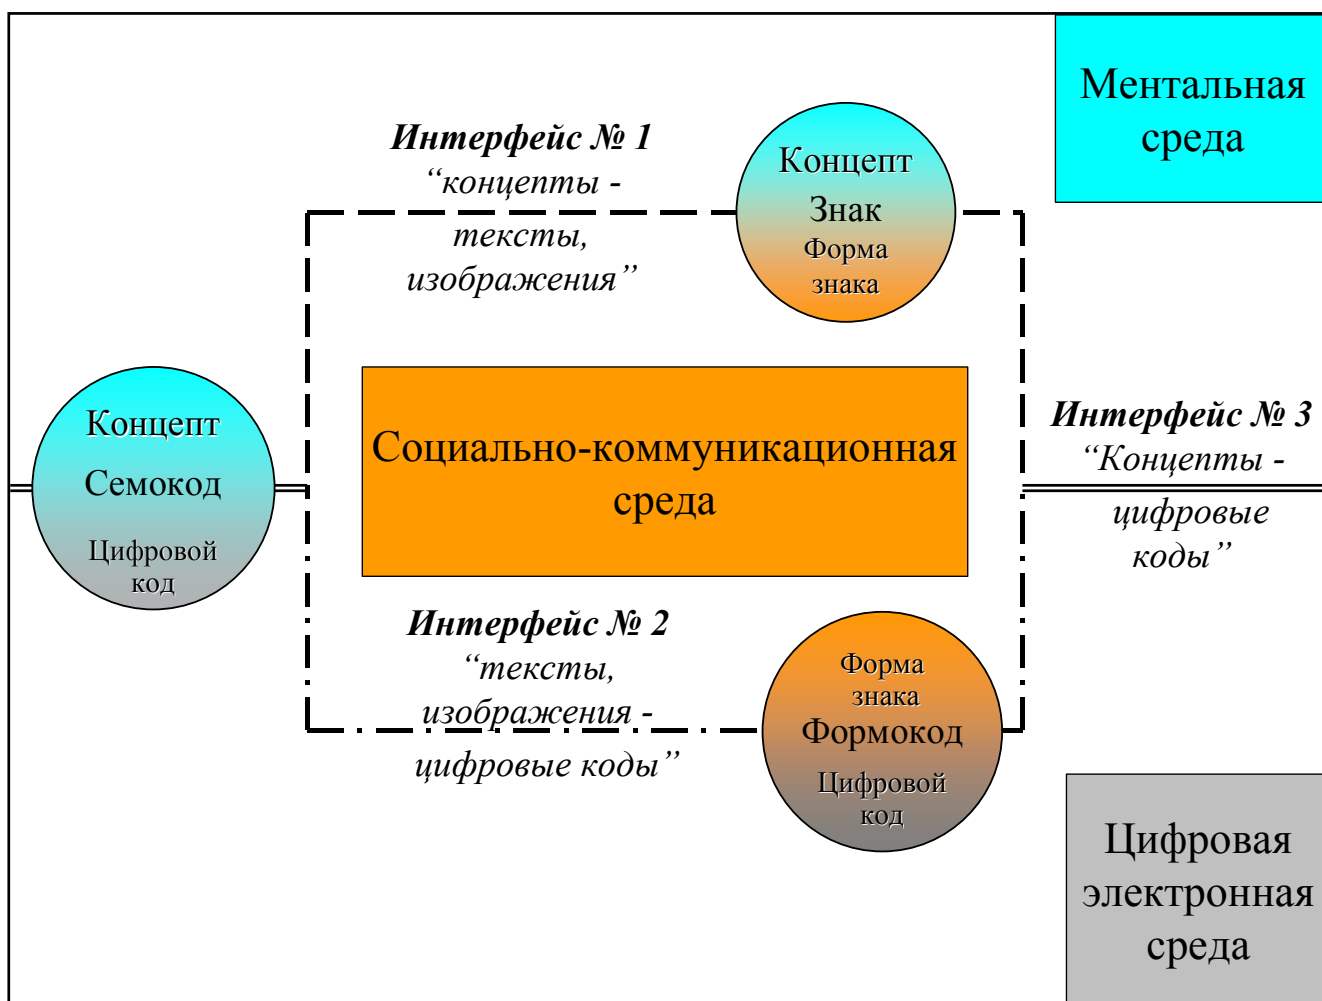 Ментальная
среда
Интерфейс № 1
“концепты -
тексты,
изображения”
Концепт
Знак
Форма
знака
Концепт
Семокод
Цифровой
код
Социально-коммуникационная
среда
Интерфейс № 3
“Концепты -
цифровые
коды”
Интерфейс № 2
“тексты,
изображения -
цифровые коды”
Форма
знака
Формокод
Цифровой
код
Цифровая
электронная
среда